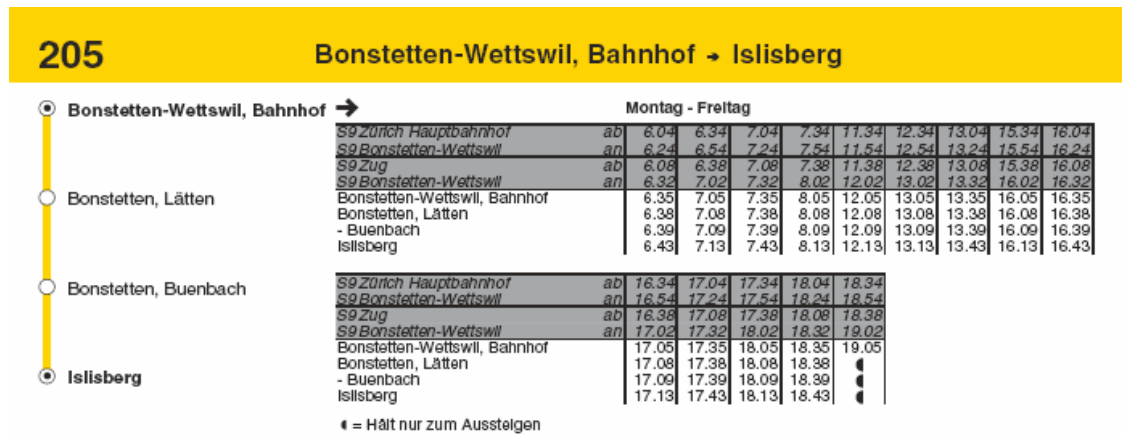 205 Bonstetten-Wettswil, Bahnhof → Islisberg
Bonstetten-Wettswil, Bahnhof → Montag - Freitag
S9 Zürich Hauptbahnhof ab 6.04 6.34 7.04 7.34 11.34 12.34 13.04 15.34 16.04
S9 Bonstetten-Wettswil an 6.24 6.54 7.24 7.54 11.54 12.54 13.24 15.54 16.24
S9 Zug ab 6.08 6.38 7.08 7.38 11.38 12.38 13.08 15.38 16.08
S9 Bonstetten-Wettswil an 6.32 7.02 7.32 8.02 12.02 13.02 13.32 16.02 16.32
Bonstetten-Wettswil, Bahnhof 6.35 7.05 7.35 8.05 12.05 13.05 13.35 16.05 16.35
Bonstetten, Lätten 6.38 7.08 7.38 8.08 12.08 13.08 13.38 16.08 16.38
- Buenbach 6.39 7.09 7.39 8.09 12.09 13.09 13.39 16.09 16.39
Islisberg 6.43 7.13 7.43 8.13 12.13 13.13 13.43 16.13 16.43
Bonstetten, Lätten
Bonstetten, Buenbach
Islisberg
S9 Zürich Hauptbahnhof ab 16.34 17.04 17.34 18.04 18.34
S9 Bonstetten-Wettswil an 16.54 17.24 17.54 18.24 18.54
S9 Zug ab 16.38 17.08 17.38 18.08 18.38
S9 Bonstetten-Wettswil an 17.02 17.32 18.02 18.32 19.02
Bonstetten-Wettswil, Bahnhof 17.05 17.35 18.05 18.35 19.05
Bonstetten, Lätten 17.08 17.38 18.08 18.38 ◖
- Buenbach 17.09 17.39 18.09 18.39 ◖
Islisberg 17.13 17.43 18.13 18.43 ◖
◖ = Hält nur zum Aussteigen